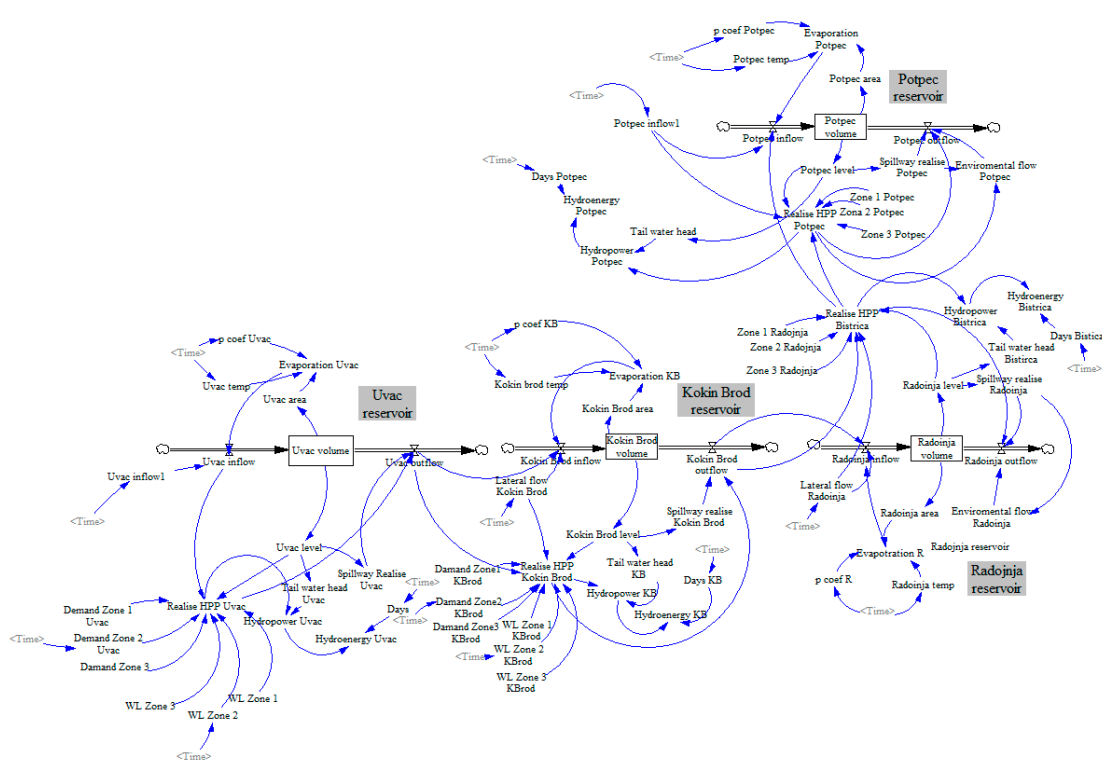 p coef Potpec
Evaporation
Potpec
<Time>
Potpec temp
Potpec area
Potpec
reservoir
<Time>
Potpec inflow1
Potpec inflow
Potpec
volume
Potpec outflow
<Time>
Days Potpec
Potpec level
Spillway realise
Potpec
Enviromental flow
Potpec
Hydroenergy
Potpec
Zone 1 Potpec
Realise HPP
Potpec
Zona 2 Potpec
Zone 3 Potpec
Tail water head
Hydropower
Potpec
Realise HPP
Bistrica
Zone 1 Radojnja
Zone 2 Radojnja
Zone 3 Radojnja
Hydropower
Bistrica
Hydroenergy
Bistrica
Days Bistica
<Time>
Tail water head
Bistirca
Radoinja level
Spillway realise
Radoinja
p coef Uvac
<Time>
Evaporation Uvac
Uvac temp
Uvac area
Uvac
reservoir
p coef KB
<Time>
Kokin brod temp
Evaporation KB
Kokin Brod area
Kokin Brod
reservoir
Uvac inflow
Uvac volume
Uvac outflow
Uvac inflow1
<Time>
Kokin Brod inflow
Kokin Brod
volume
Kokin Brod
outflow
Lateral flow
Kokin Brod
<Time>
Radoinja inflow
Radoinja
volume
Radoinja outflow
Lateral flow
Radoinja
<Time>
Radoinja area
Enviromental flow
Radoinja
Spillway realise
Kokin Brod
Kokin Brod level
<Time>
Evapotration R
Radojnja reservoir
Radojnja
reservoir
p coef R
Radoinja temp
<Time>
Uvac level
Tail water head
Uvac
Spillway Realise
Uvac
<Time>
Realise HPP Uvac
Demand Zone 1
Uvac
<Time>
Demand Zone 2
Uvac
Damand Zone 3
Hydropower Uvac
Days
<Time>
Hydroenergy Uvac
WL Zone 3
WL Zone 2
WL Zone 1
<Time>
Damand Zone1
KBrod
Damand Zone2
KBrod
Damand Zone3
KBrod
Realise HPP
Kokin Brod
Tail water head
KB
Days KB
Hydropower KB
Hydroenergy KB
WL Zone 1
KBrod
<Time>
WL Zone 2
KBrod
WL Zone 3
KBrod